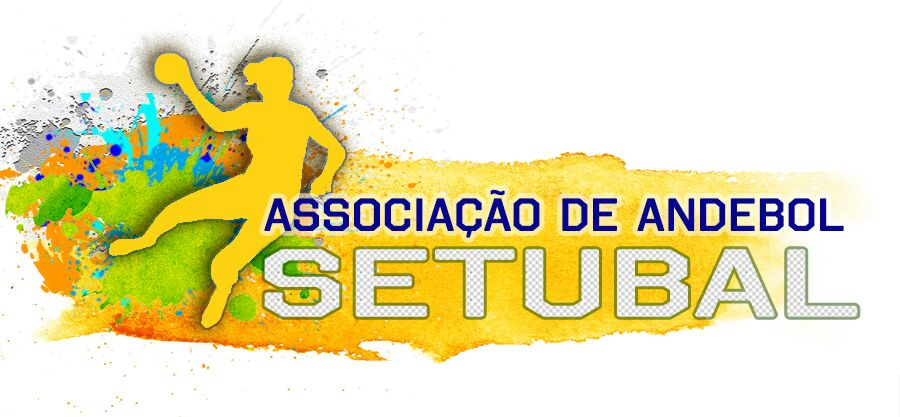 ASSOCIAÇÃO DE ANDEBOL
SETUBAL